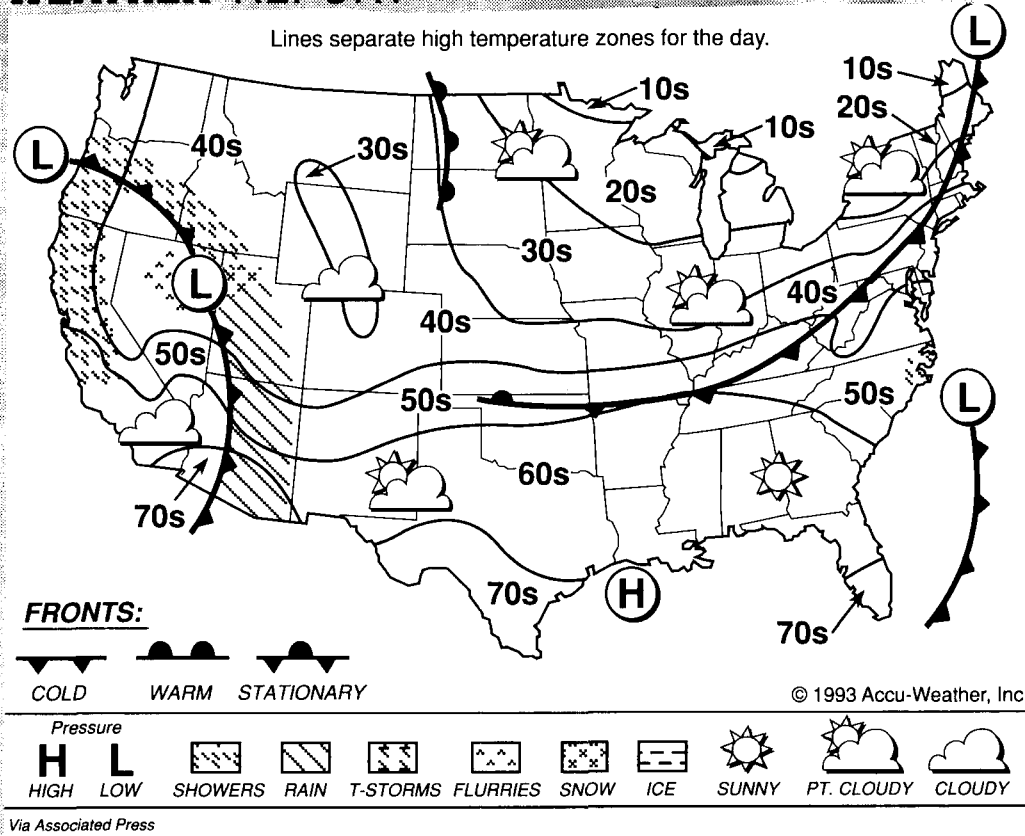 Lines separate high temperature zones for the day.
L
10s
10s
20s
10s
L
40s
30s
20s
30s
L
40s
40s
50s
50s
50s
L
60s
70s
70s
H
70s
FRONTS:
COLD WARM STATIONARY
© 1993 Accu-Weather, Inc
Pressure
H L
HIGH LOW SHOWERS RAIN T-STORMS FLURRIES SNOW ICE SUNNY PT. CLOUDY CLOUDY
Via Associated Press